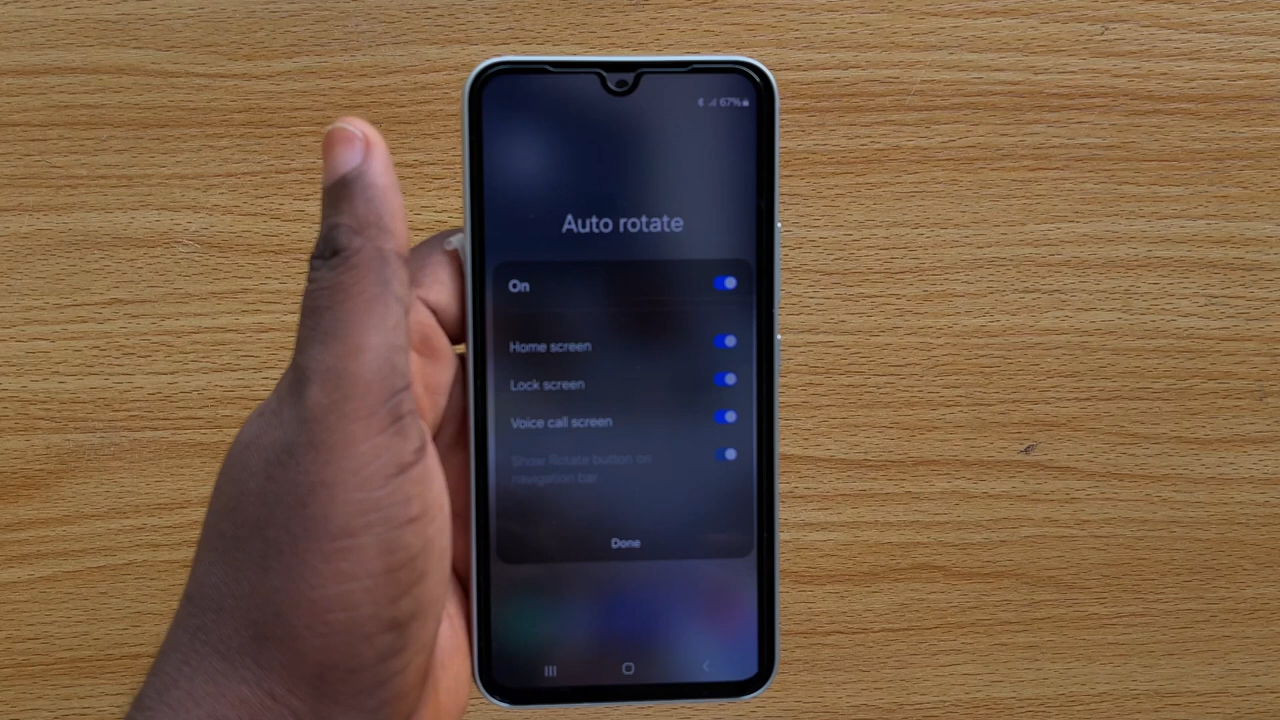 67%
Auto rotate
On
Home screen
Lock screen
Voice call screen
Show Rotate button on
navigation bar
Done